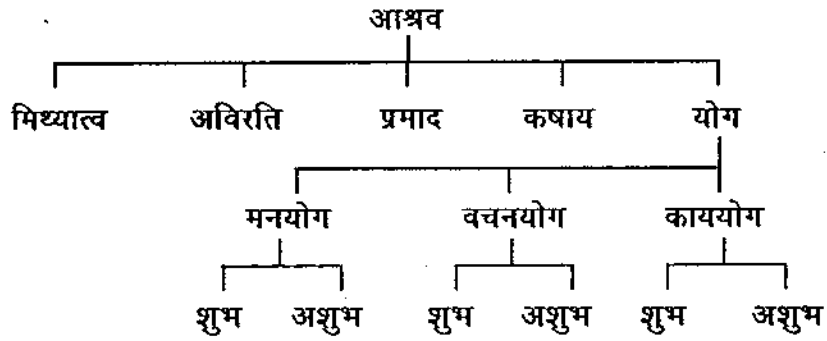 आश्रव
मिथ्यात्व अविरति प्रमाद कषाय योग
मनयोग वचनयोग काययोग
शुभ अशुभ शुभ अशुभ शुभ अशुभ